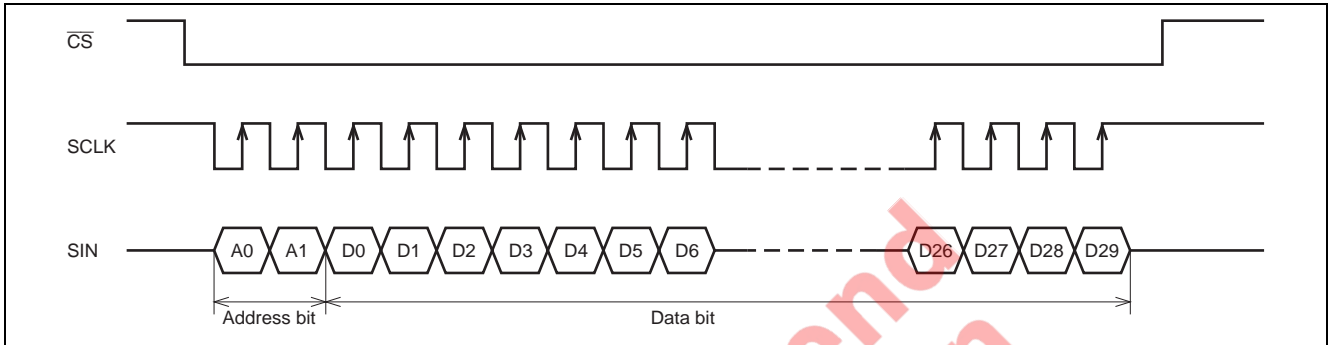 CS
SCLK
SIN A0 A1 D0 D1 D2 D3 D4 D5 D6 D26 D27 D28 D29
Address bit Data bit